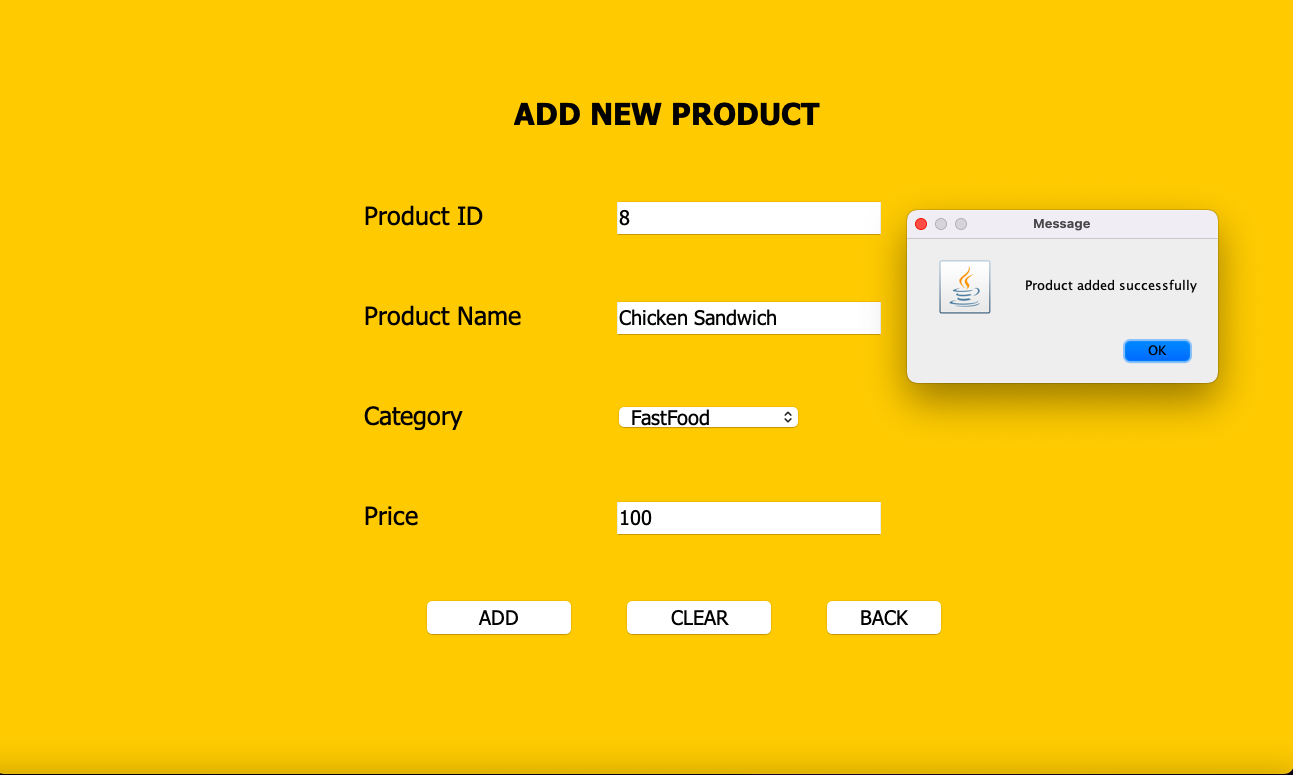 ADD NEW PRODUCT
Product ID
8
Message
Product added successfully
OK
Product Name
Chicken Sandwich
Category
FastFood
Price
100
ADD
CLEAR
BACK